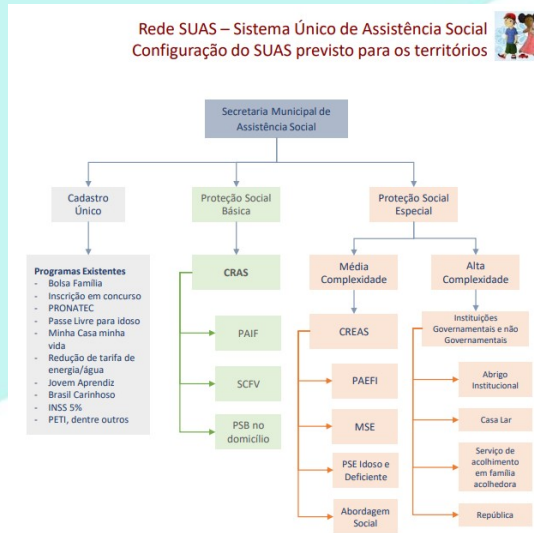 Rede SUAS – Sistema Único de Assistência Social
Configuração do SUAS previsto para os territórios
Secretaria Municipal de
Assistência Social
Cadastro
Único
Proteção Social
Básica
Proteção Social
Especial
Programas Existentes
- Bolsa Família
- Inscrição em concurso
- PRONATEC
- Passe Livre para idoso
- Minha Casa minha
vida
- Redução de tarifa de
energia/água
- Jovem Aprendiz
- Brasil Carinhoso
- INSS 5%
- PETI, dentre outros
CRAS
PAIF
SCFV
PSB no
domicílio
Média
Complexidade
CREAS
PAEFI
MSE
PSE Idoso e
Deficiente
Abordagem
Social
Alta
Complexidade
Instituições
Governamentais e não
Governamentais
Abrigo
Institucional
Casa Lar
Serviço de
acolhimento
em família
acolhedora
República